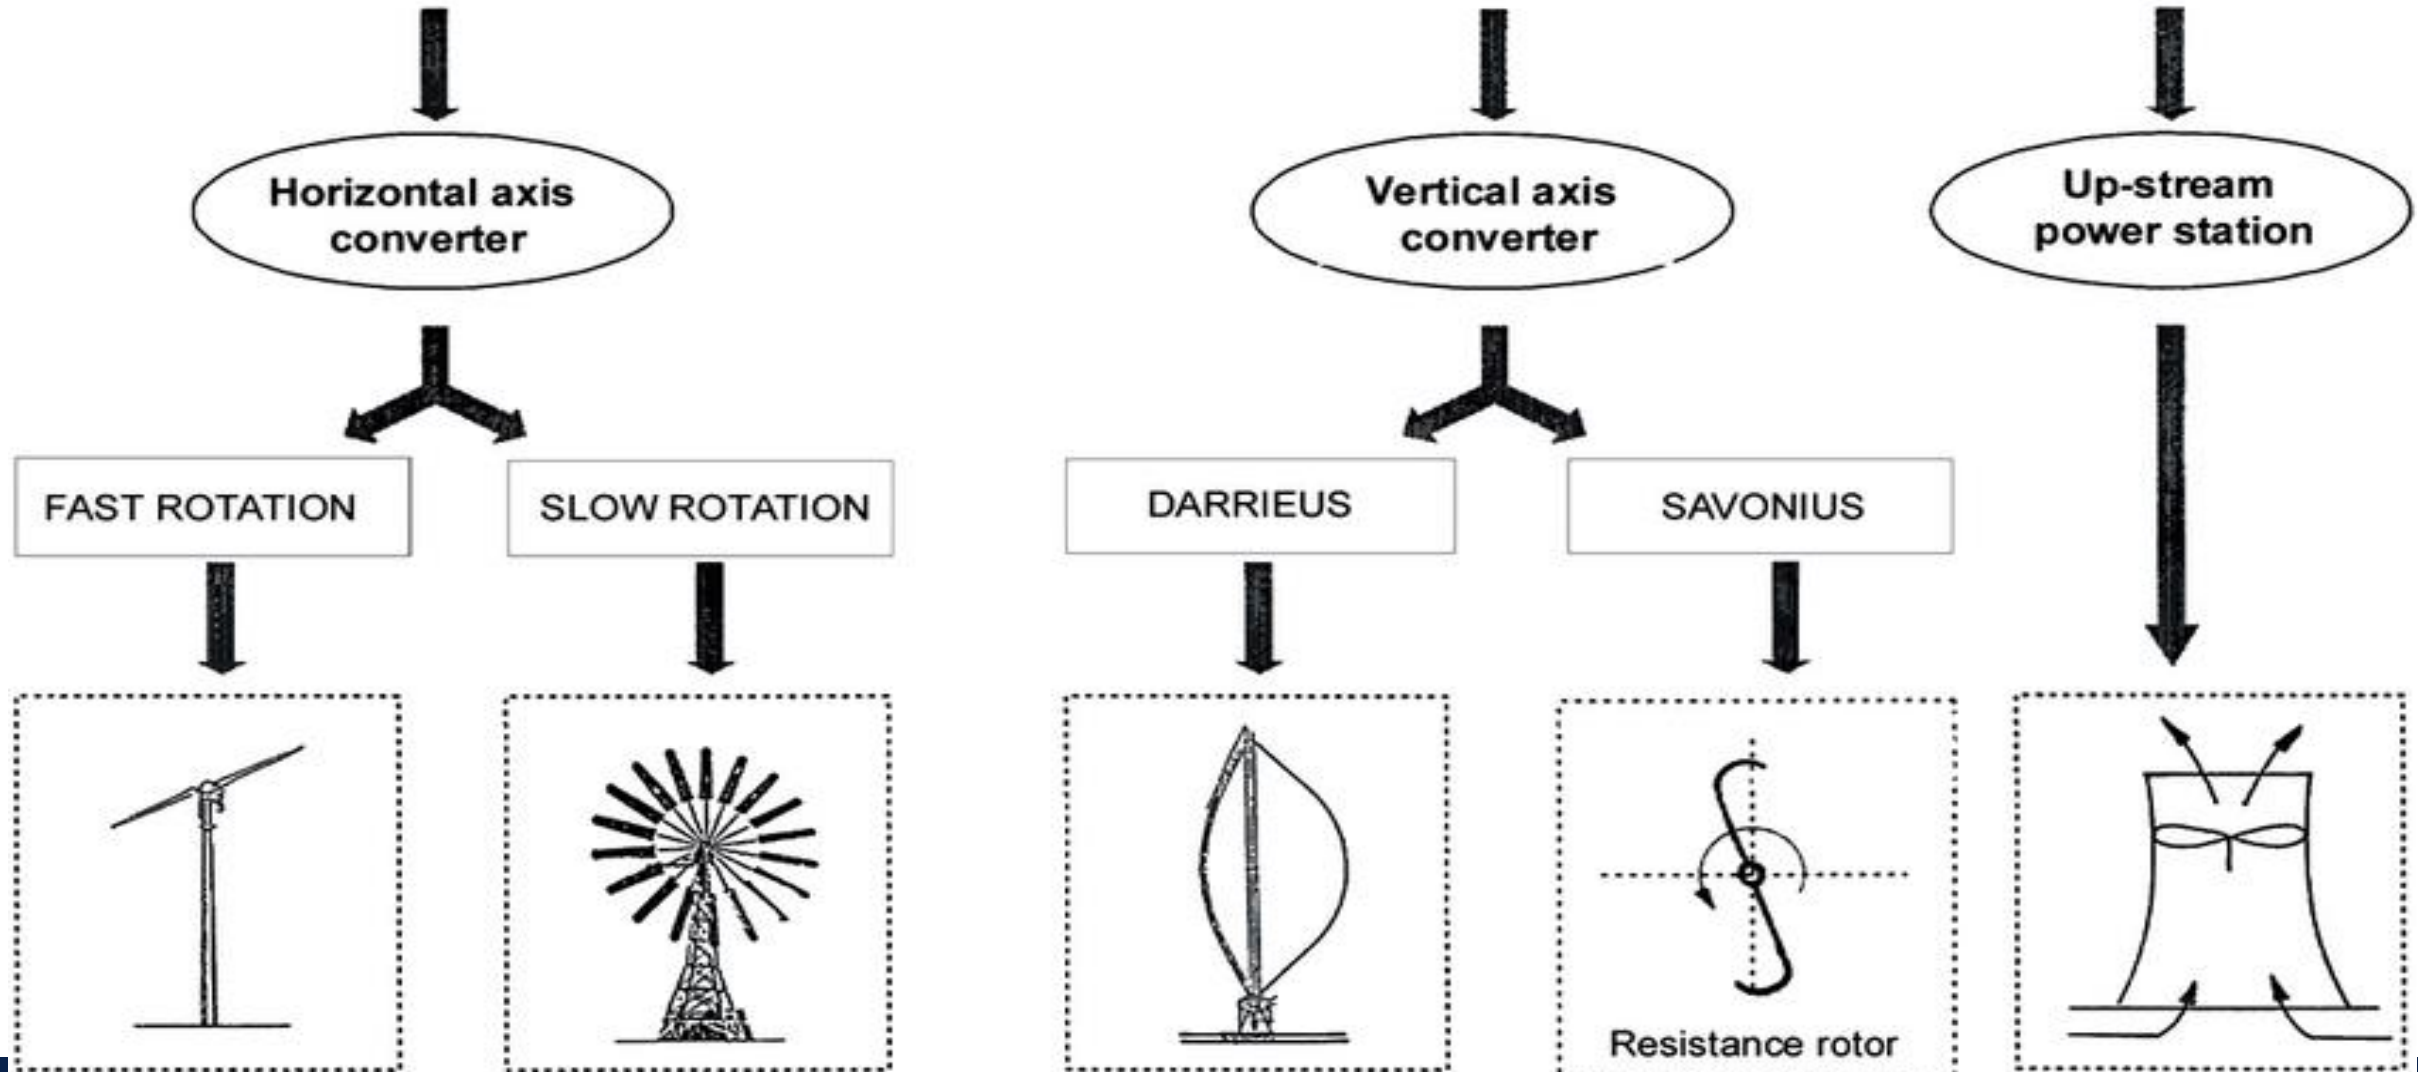 Horizontal axis
converter
Vertical axis
converter
Up-stream
power station
FAST ROTATION
SLOW ROTATION
DARRIEUS
SAVONIUS
Resistance rotor